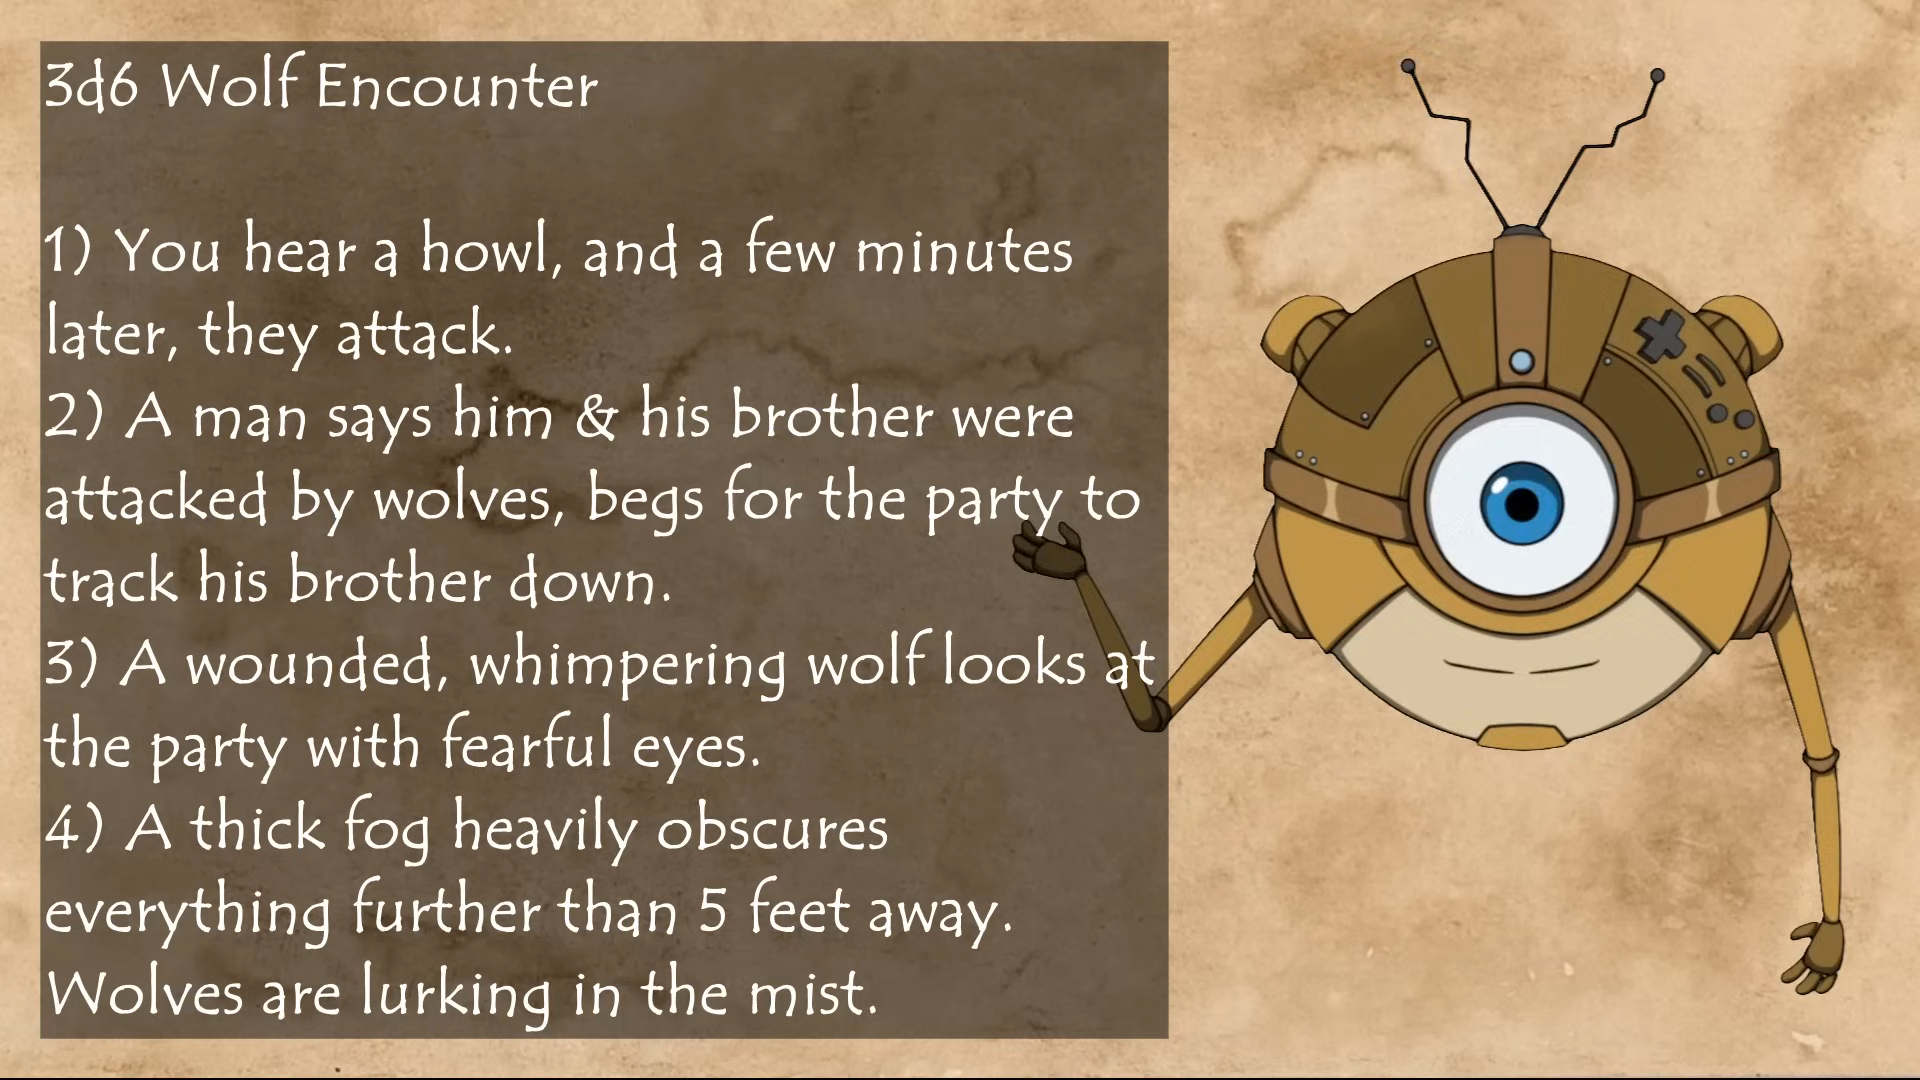 3d6 Wolf Encounter
1) You hear a howl, and a few minutes
later, they attack.
2) A man says him & his brother were
attacked by wolves, begs for the party to
track his brother down.
3) A wounded, whimpering wolf looks at
the party with fearful eyes.
4) A thick fog heavily obscures
everything further than 5 feet away.
Wolves are lurking in the mist.